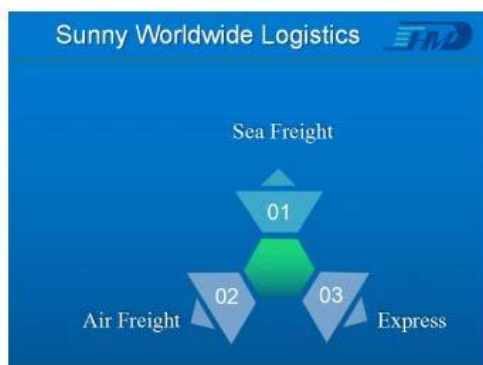 Sunny Worldwide Logistics
Sea Freight
01
02
03
Air Freight
Express